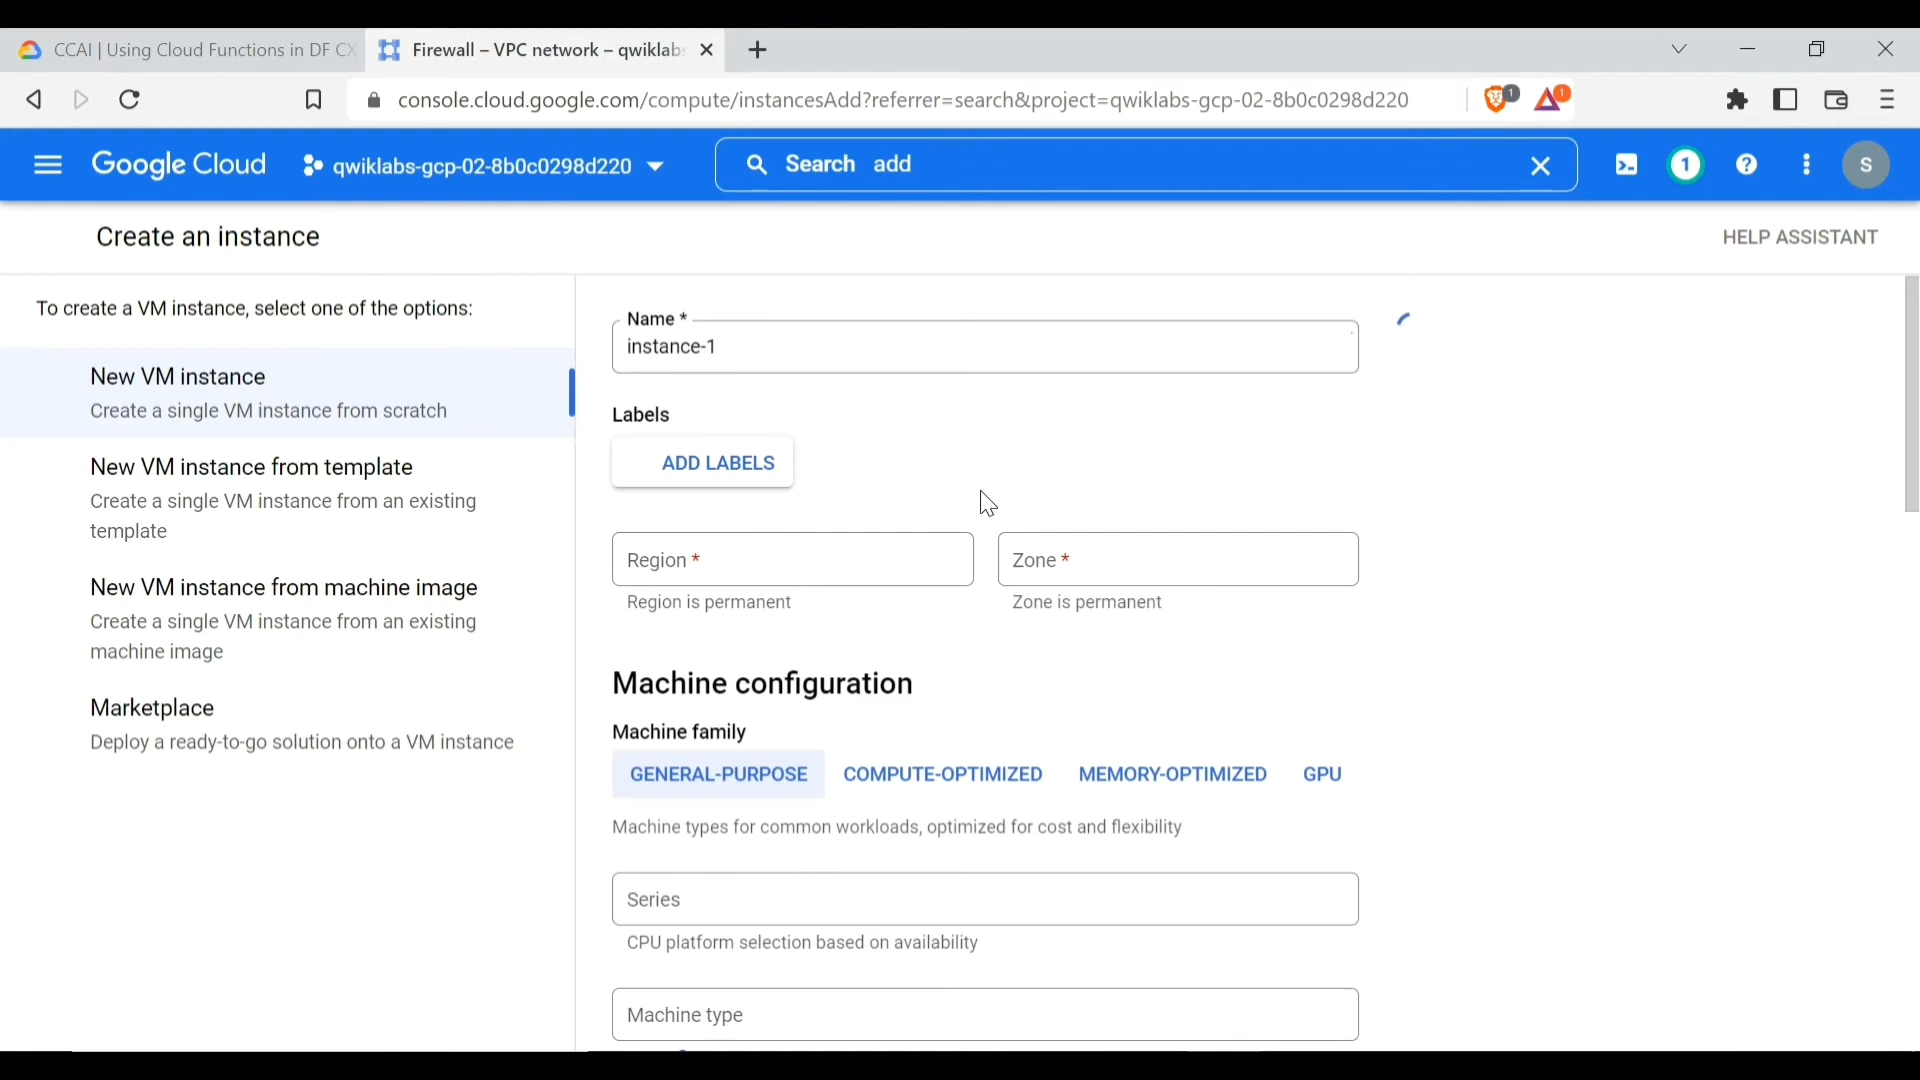 CCAI | Using Cloud Functions in DF CX
Firewall – VPC network – qwiklabs
console.cloud.google.com/compute/instancesAdd?referrer=search&project=qwiklabs-gcp-02-8b0c0298d220
1
1
Google Cloud
qwiklabs-gcp-02-8b0c0298d220
Search add
1
S
Create an instance
HELP ASSISTANT
To create a VM instance, select one of the options:
New VM instance
Create a single VM instance from scratch
New VM instance from template
Create a single VM instance from an existing
template
New VM instance from machine image
Create a single VM instance from an existing
machine image
Marketplace
Deploy a ready-to-go solution onto a VM instance
Name *
instance-1
Labels
ADD LABELS
Region *
Zone *
Region is permanent
Zone is permanent
Machine configuration
Machine family
GENERAL-PURPOSE
COMPUTE-OPTIMIZED
MEMORY-OPTIMIZED
GPU
Machine types for common workloads, optimized for cost and flexibility
Series
CPU platform selection based on availability
Machine type